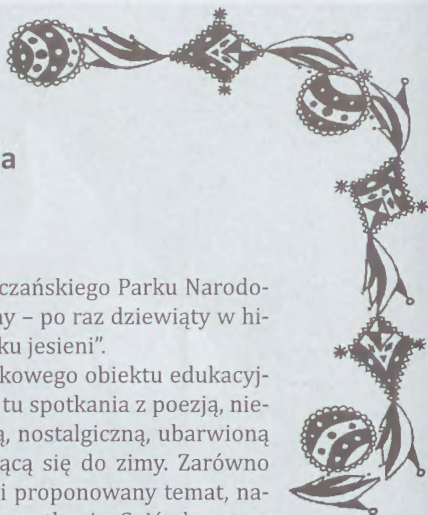 a
czańskiego Parku Narodo-
ny – po raz dziewiąty w hi-
ku jesieni”.
kowego obiektu edukacyj-
tu spotkania z poezją, nie-
ą, nostalgiczną, ubarwioną
ącą się do zimy. Zarówno
i proponowany temat, na-